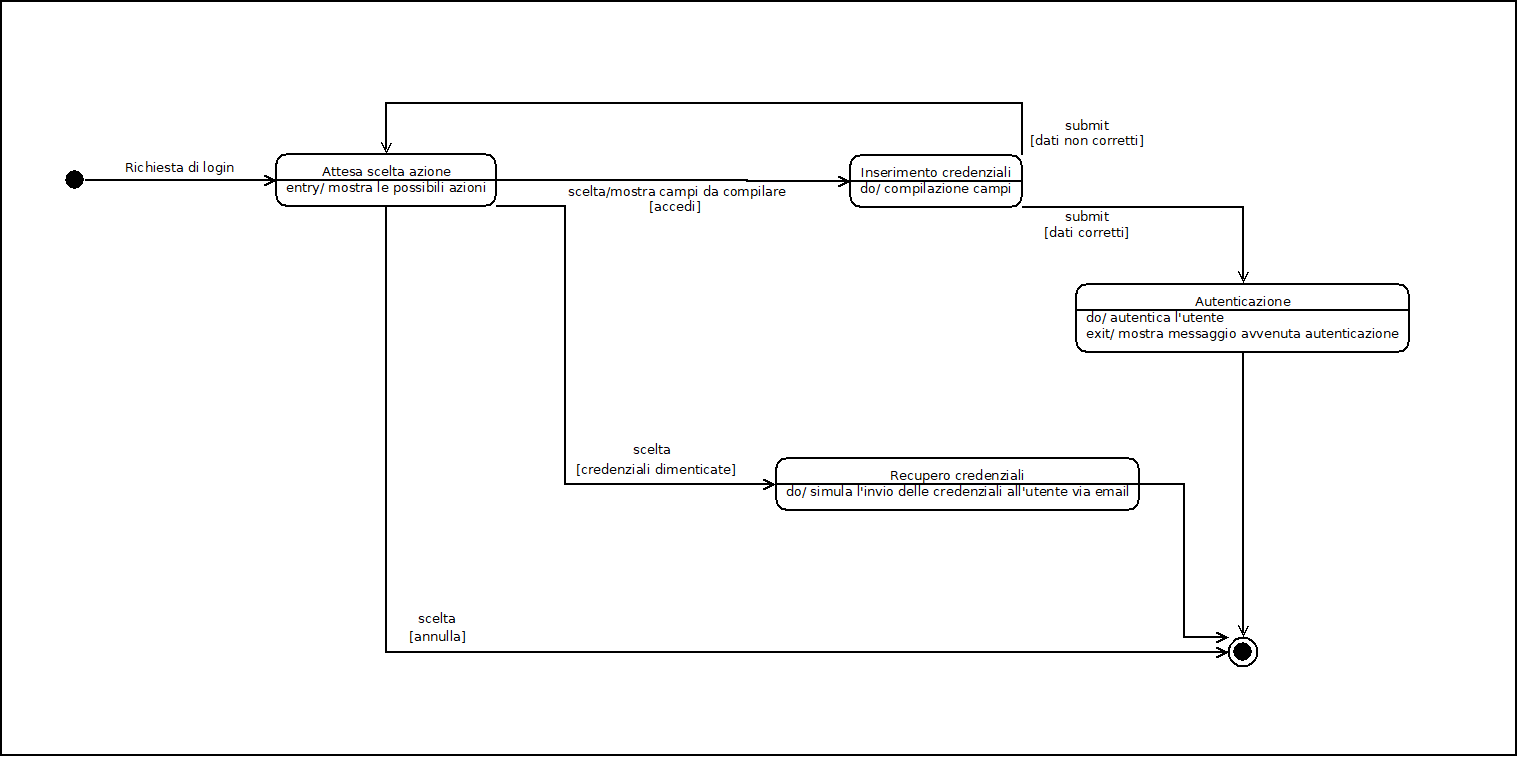 submit
[dati non corretti]
Richiesta di login
Attesa scelta azione
entry/ mostra le possibili azioni
scelta/mostra campi da compilare
[accedi]
Inserimento credenziali
do/ compilazione campi
submit
[dati corretti]
Autenticazione
do/ autentica l'utente
exit/ mostra messaggio avvenuta autenticazione
scelta
[credenziali dimenticate]
Recupero credenziali
do/ simula l'invio delle credenziali all'utente via email
scelta
[annulla]